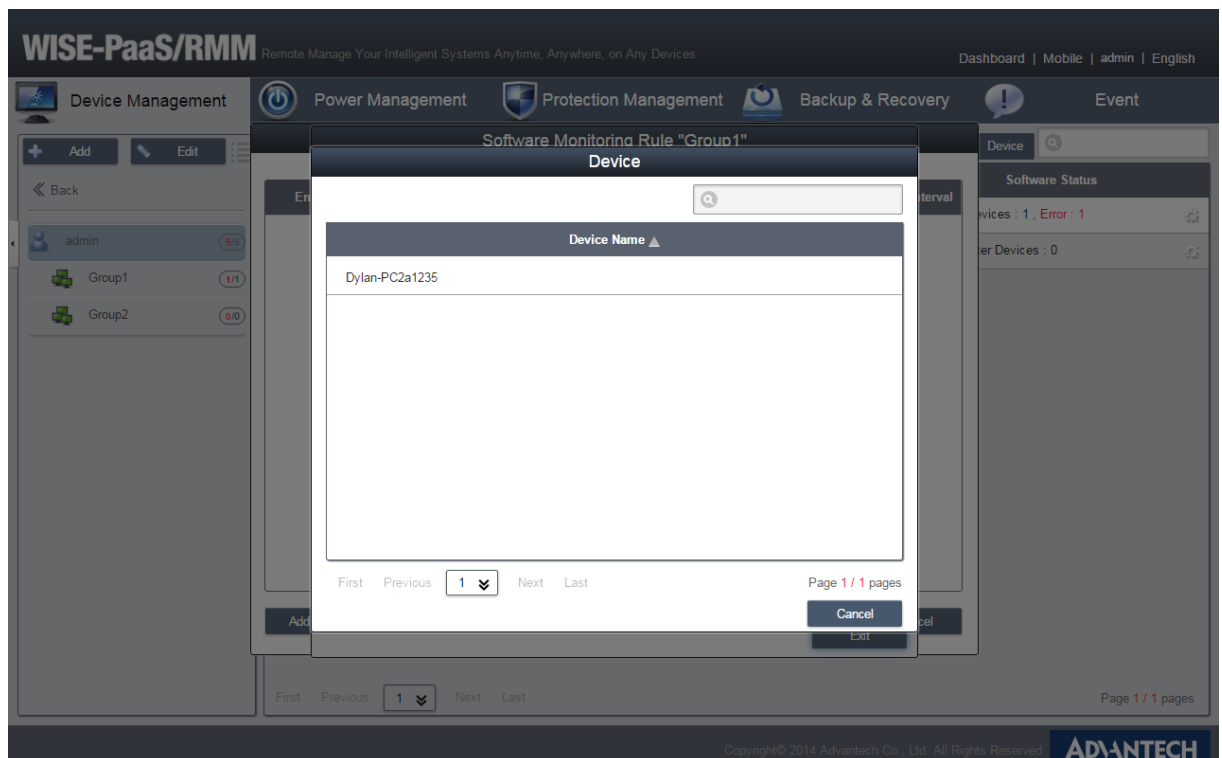 WISE-PaaS/RMM Remote Manage Your Intelligent Systems Anytime, Anywhere, on Any Devices
Dashboard | Mobile | admin | English
Device Management
Power Management
Protection Management
Backup & Recovery
Event
Add
Edit
Back
admin 5/5
Group1 1/1
Group2 0/0
Software Monitoring Rule "Group1"
Device
Device Name
Dylan-PC2a1235
First Previous 1 Next Last
Page 1 / 1 pages
Cancel
Exit
Add
Device
Software Status
: 1 , Error : 1
Devices : 0
First Previous 1 Next Last
Page 1 / 1 pages
Copyright© 2014 Advantech Co., Ltd. All Rights Reserved
ADVANTECH